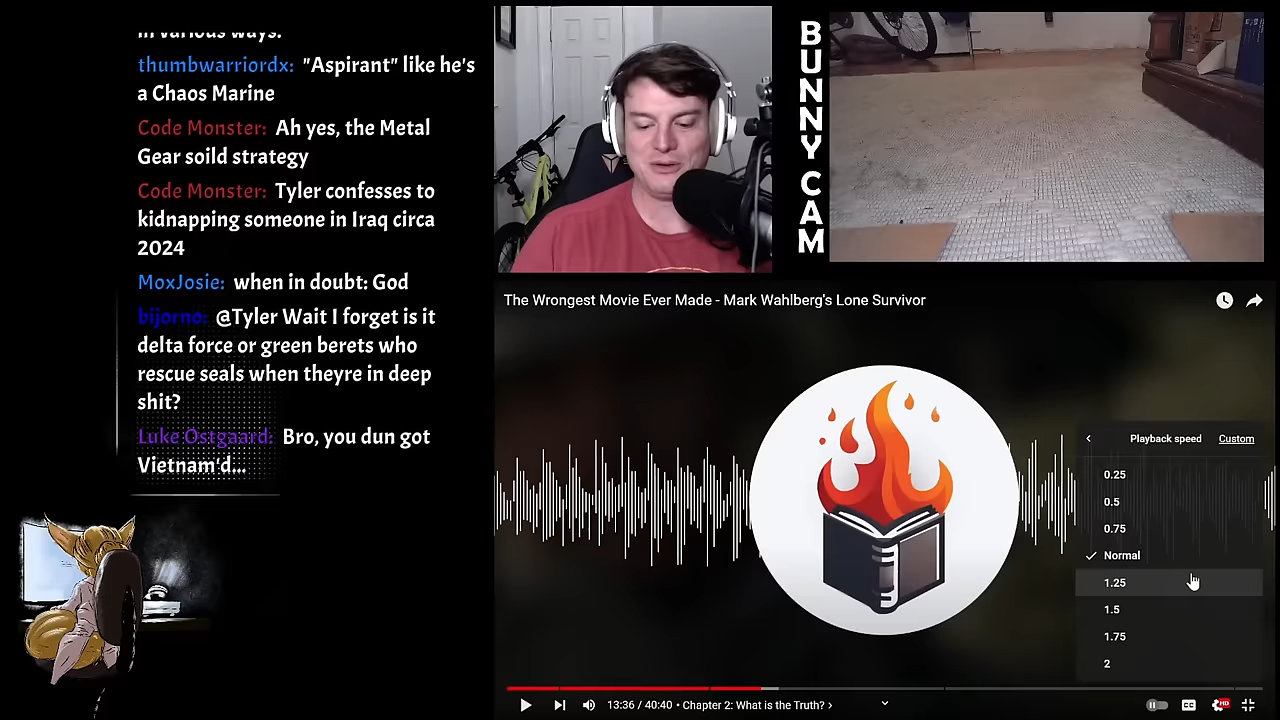 in various ways.
thumbwarriordx: "Aspirant" like he's
a Chaos Marine
Code Monster: Ah yes, the Metal
Gear soild strategy
Code Monster: Tyler confesses to
kidnapping someone in Iraq circa
2024
MoxJosie: when in doubt: God
bijorno: @Tyler Wait I forget is it
delta force or green berets who
rescue seals when theyre in deep
shit?
Luke Ostgaard: Bro, you dun got
Vietnam'd...
BUNNY CAM
The Wrongest Movie Ever Made - Mark Wahlberg's Lone Survivor
Playback speed Custom
0.25
0.5
0.75
Normal
1.25
1.5
1.75
2
13:36 / 40:40 • Chapter 2: What is the Truth? ›
CC
HD